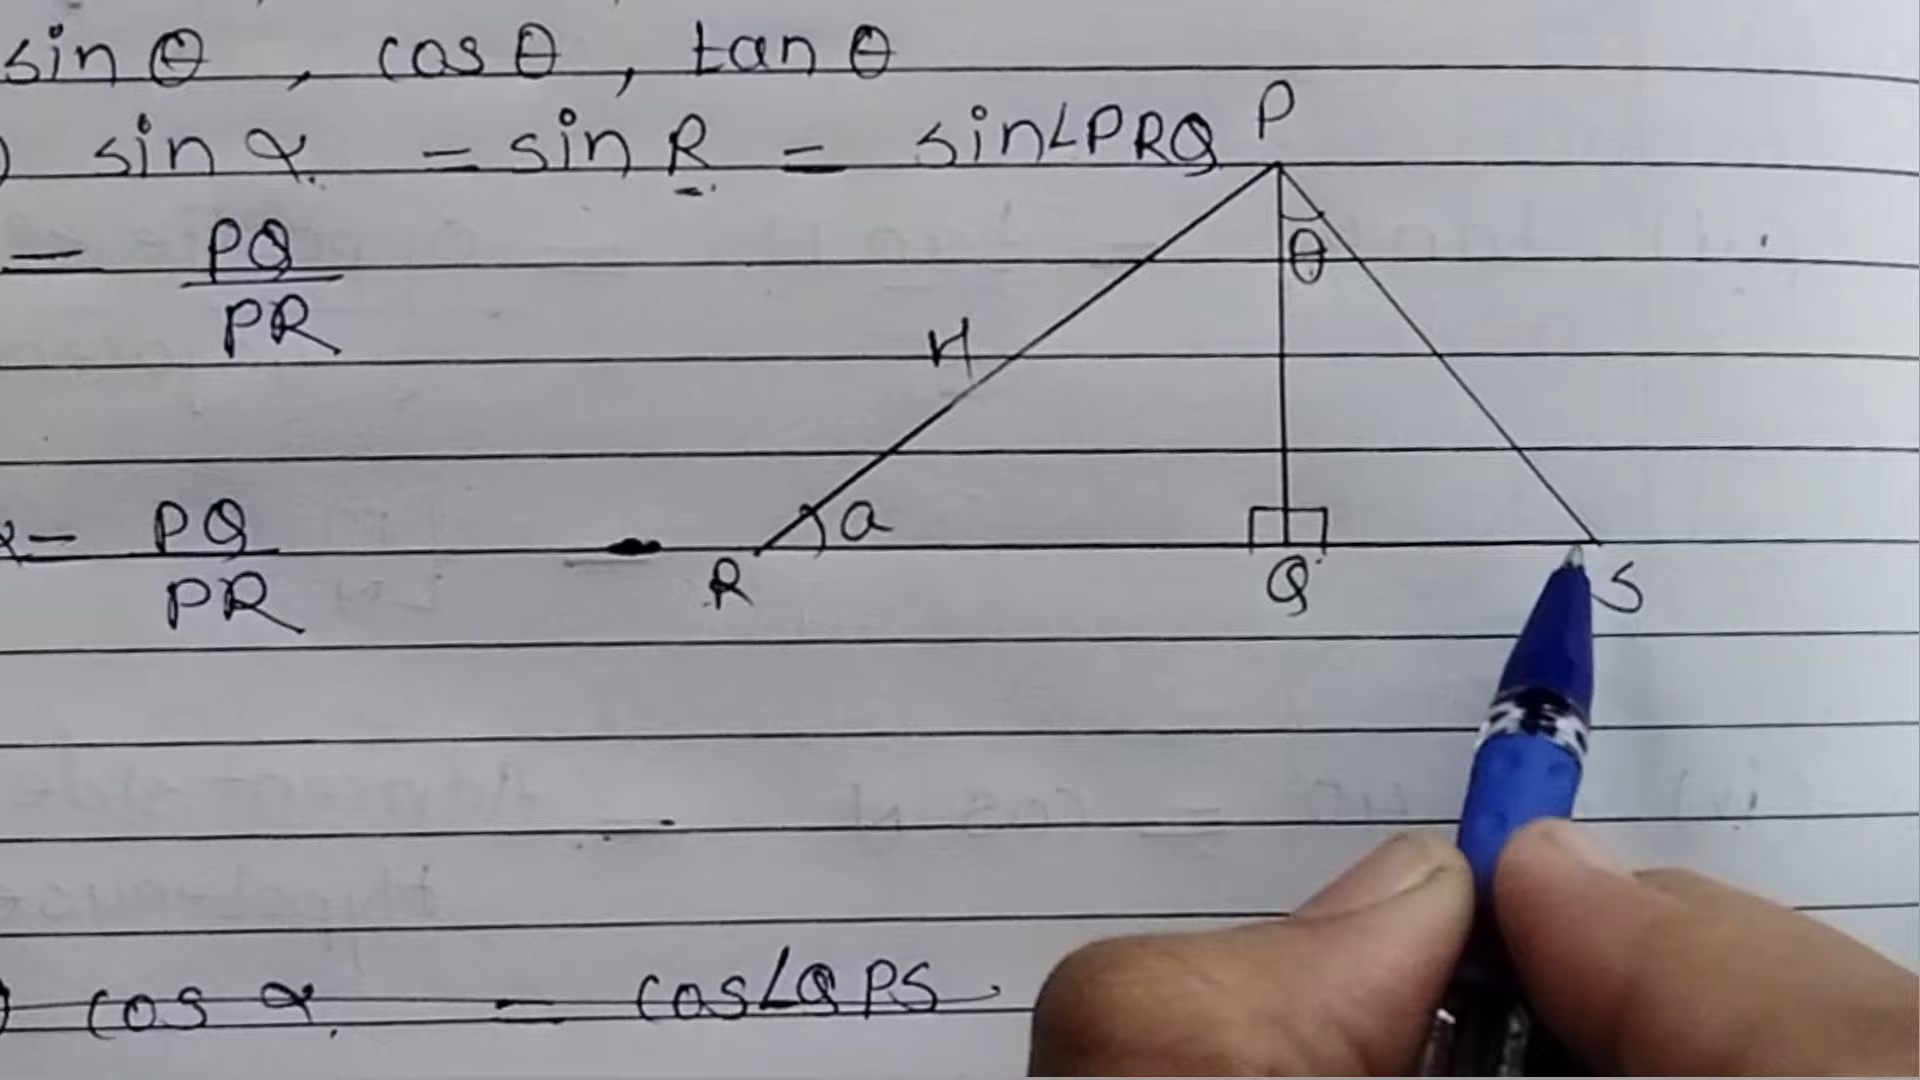 sin θ , cos θ , tan θ
) sin α = sin R = sin∠PRQ
P
= PQ
PR
θ
H
- PQ
PR
a
R
Q
S
) cos α = cos∠QPS